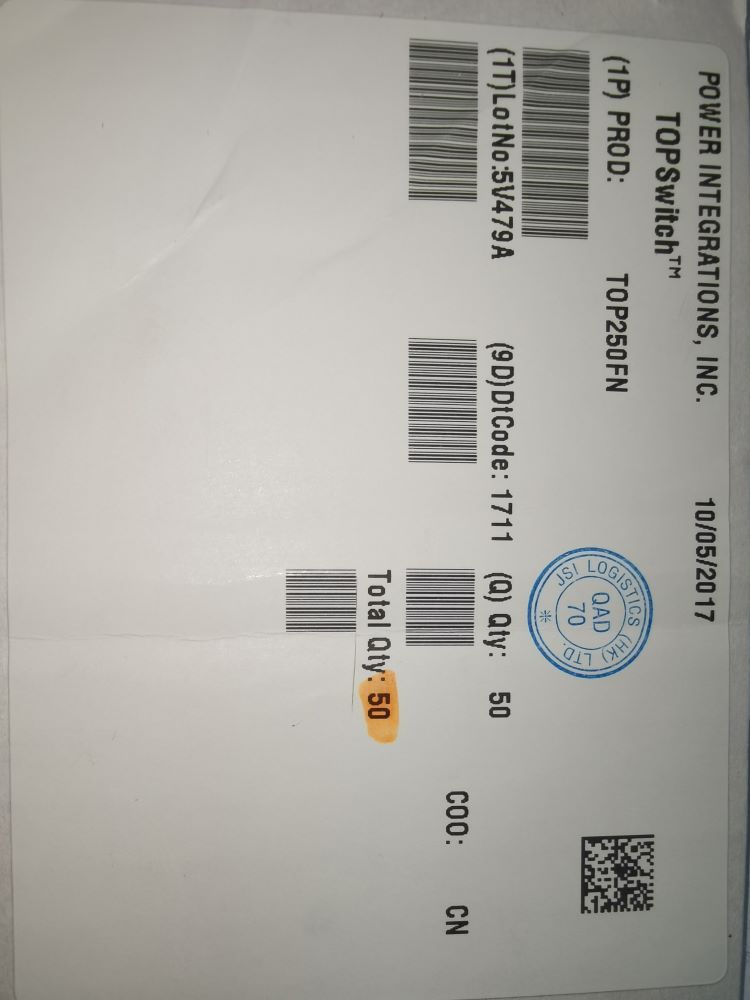 POWER INTEGRATIONS, INC. 10/05/2017
TOPSwitch™
(1P) PROD: TOP250FN
JSI LOGISTICS (HK) LTD.
QAD
70
(1T)LotNo:5V479A (9D)DtCode: 1711 (Q) Qty: 50
COO: CN
Total Qty: 50